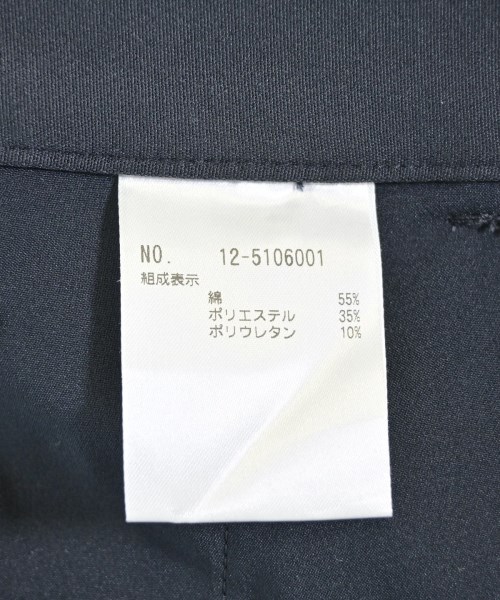 NO. 12-5106001
組成表示
綿 55%
ポリエステル 35%
ポリウレタン 10%